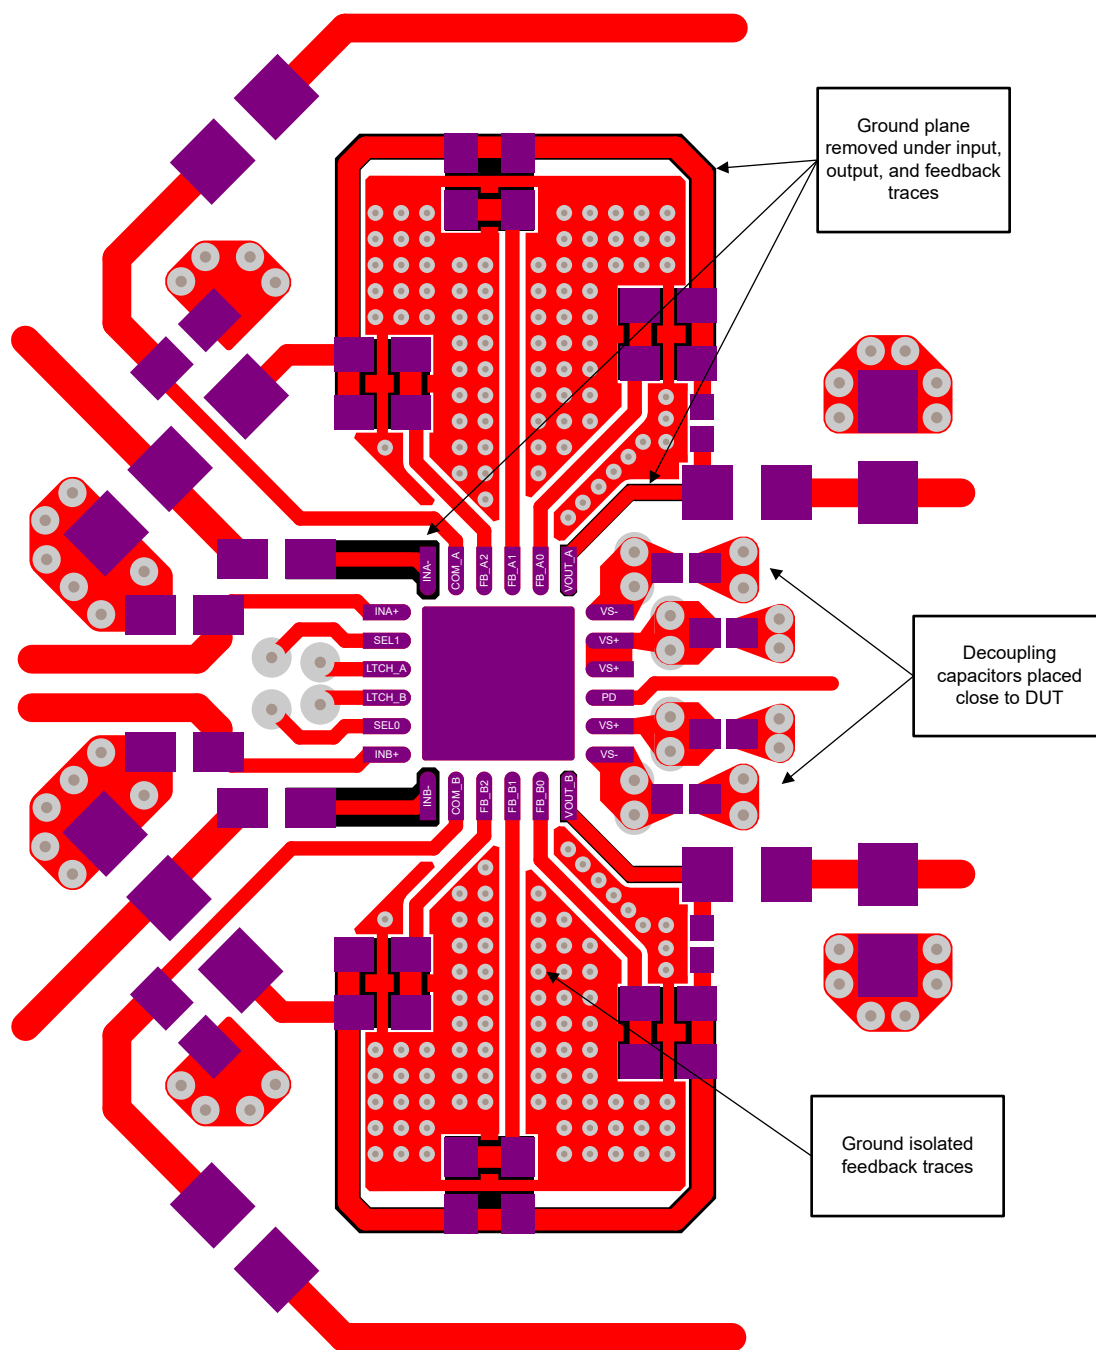 Ground plane
removed under input,
output, and feedback
traces
INA-
COM_A
FB_A2
FB_A1
FB_A0
VOUT_A
INA+
SEL1
LTCH_A
LTCH_B
SEL0
INB+
VS-
VS+
VS+
PD
VS+
VS-
INB-
COM_B
FB_B2
FB_B1
FB_B0
VOUT_B
Decoupling
capacitors placed
close to DUT
Ground isolated
feedback traces